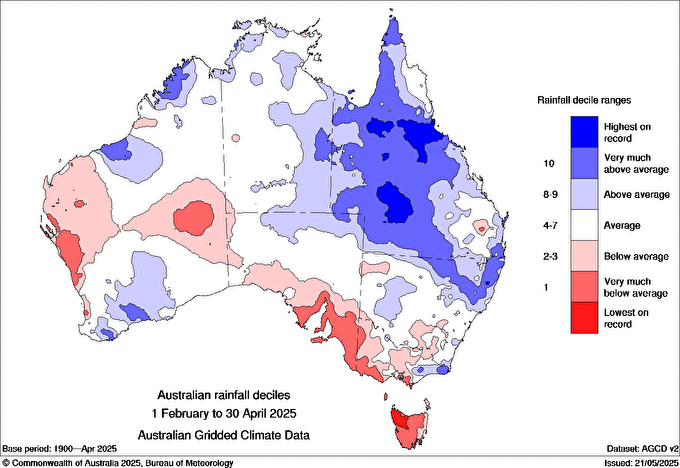 Rainfall decile ranges
Highest on
record
10
Very much
above average
8-9
Above average
4-7
Average
2-3
Below average
1
Very much
below average
Lowest on
record
Australian rainfall deciles
1 February to 30 April 2025
Australian Gridded Climate Data
Base period: 1900—Apr 2025
Dataset: AGCD v2
© Commonwealth of Australia 2025, Bureau of Meteorology
Issued: 21/05/2025